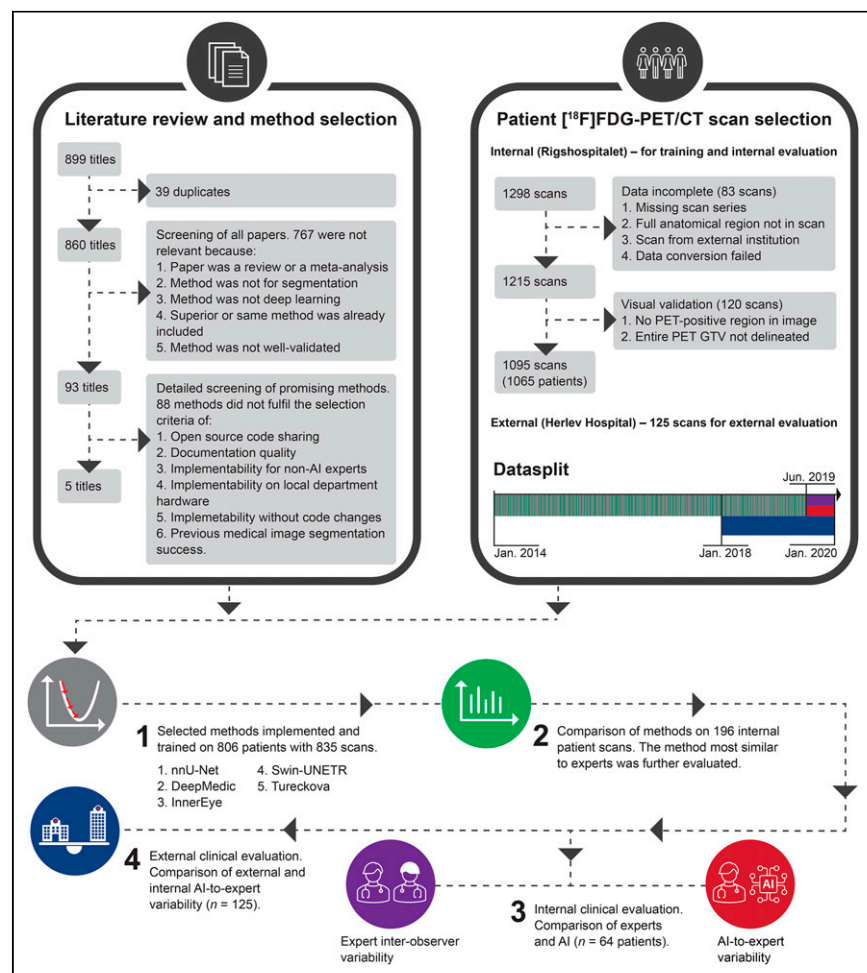 Literature review and method selection
899 titles
39 duplicates
860 titles
Screening of all papers. 767 were not
relevant because:
1. Paper was a review or a meta-analysis
2. Method was not for segmentation
3. Method was not deep learning
4. Superior or same method was already
included
5. Method was not well-validated
93 titles
Detailed screening of promising methods.
88 methods did not fulfil the selection
criteria of:
1. Open source code sharing
2. Documentation quality
3. Implementability for non-AI experts
4. Implementability on local department
hardware
5. Implemetability without code changes
6. Previous medical image segmentation
success.
5 titles
Patient [¹⁸F]FDG-PET/CT scan selection
Internal (Rigshospitalet) – for training and internal evaluation
1298 scans
Data incomplete (83 scans)
1. Missing scan series
2. Full anatomical region not in scan
3. Scan from external institution
4. Data conversion failed
1215 scans
Visual validation (120 scans)
1. No PET-positive region in image
2. Entire PET GTV not delineated
1095 scans
(1065 patients)
External (Herlev Hospital) – 125 scans for external evaluation
Datasplit
Jun. 2019
Jan. 2014
Jan. 2018
Jan. 2020
1 Selected methods implemented and
trained on 806 patients with 835 scans.
1. nnU-Net
2. DeepMedic
3. InnerEye
4. Swin-UNETR
5. Tureckova
2 Comparison of methods on 196 internal
patient scans. The method most similar
to experts was further evaluated.
4 External clinical evaluation.
Comparison of external and
internal AI-to-expert
variability (n = 125).
Expert inter-observer
variability
3 Internal clinical evaluation.
Comparison of experts
and AI (n = 64 patients).
AI
AI-to-expert
variability